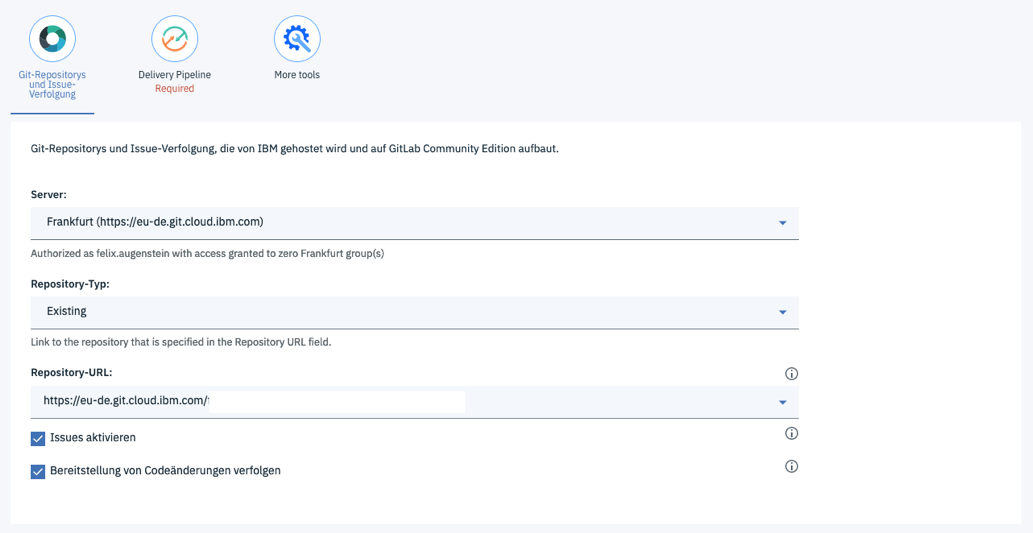 Git-Repositorys
und Issue-
Verfolgung
Delivery Pipeline
Required
More tools
Git-Repositorys und Issue-Verfolgung, die von IBM gehostet wird und auf GitLab Community Edition aufbaut.
Server:
Frankfurt (https://eu-de.git.cloud.ibm.com)
Authorized as felix.augenstein with access granted to zero Frankfurt group(s)
Repository-Typ:
Existing
Link to the repository that is specified in the Repository URL field.
Repository-URL:
https://eu-de.git.cloud.ibm.com/
Issues aktivieren
Bereitstellung von Codeänderungen verfolgen